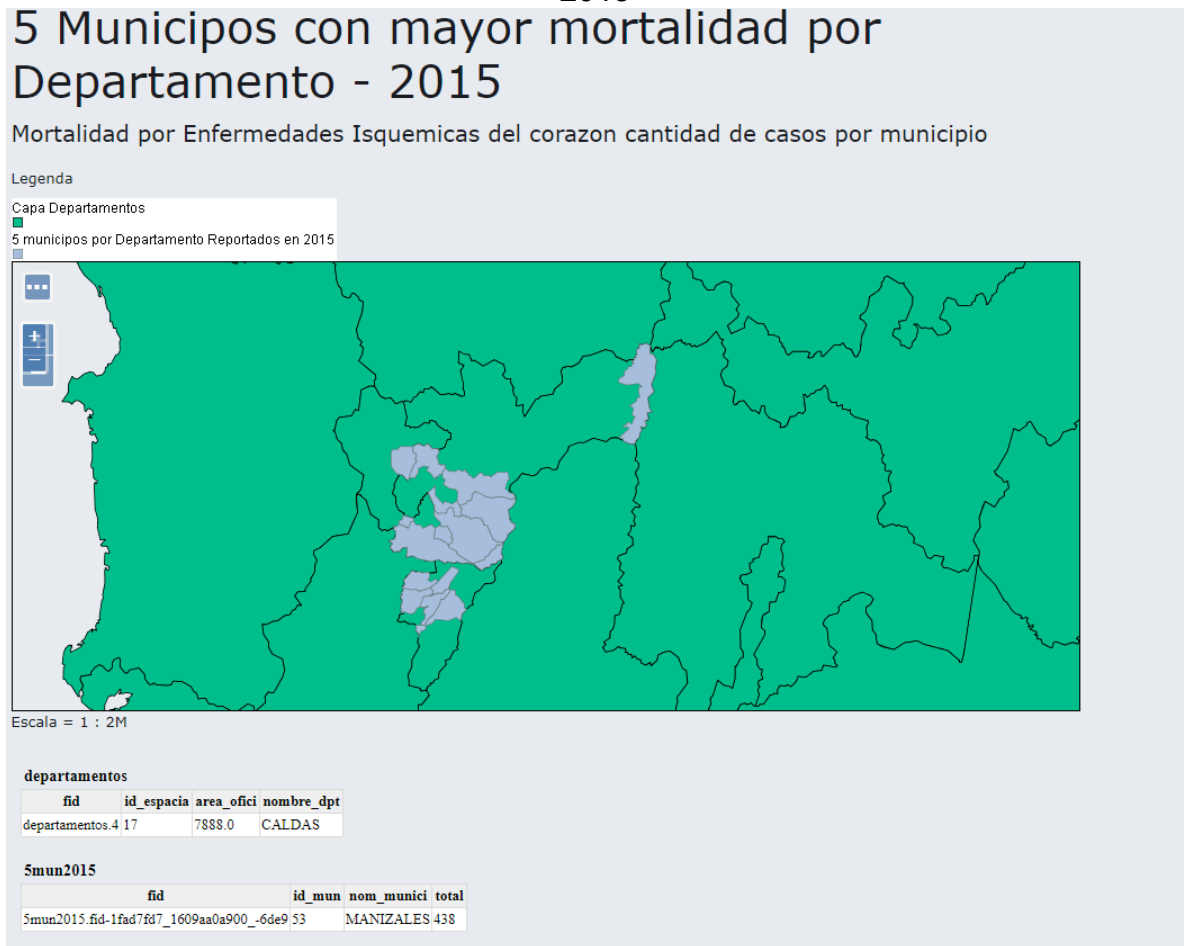 5 Municipos con mayor mortalidad por
Departamento - 2015
Mortalidad por Enfermedades Isquemicas del corazon cantidad de casos por municipio
Legenda
Capa Departamentos
5 municipos por Departamento Reportados en 2015
+
−
Escala = 1 : 2M
departamentos
fid id_espacia area_ofici nombre_dpt
departamentos.4 17 7888.0 CALDAS
5mun2015
fid id_mun nom_munici total
5mun2015.fid-1fad7fd7_1609aa0a900_-6de9 53 MANIZALES 438